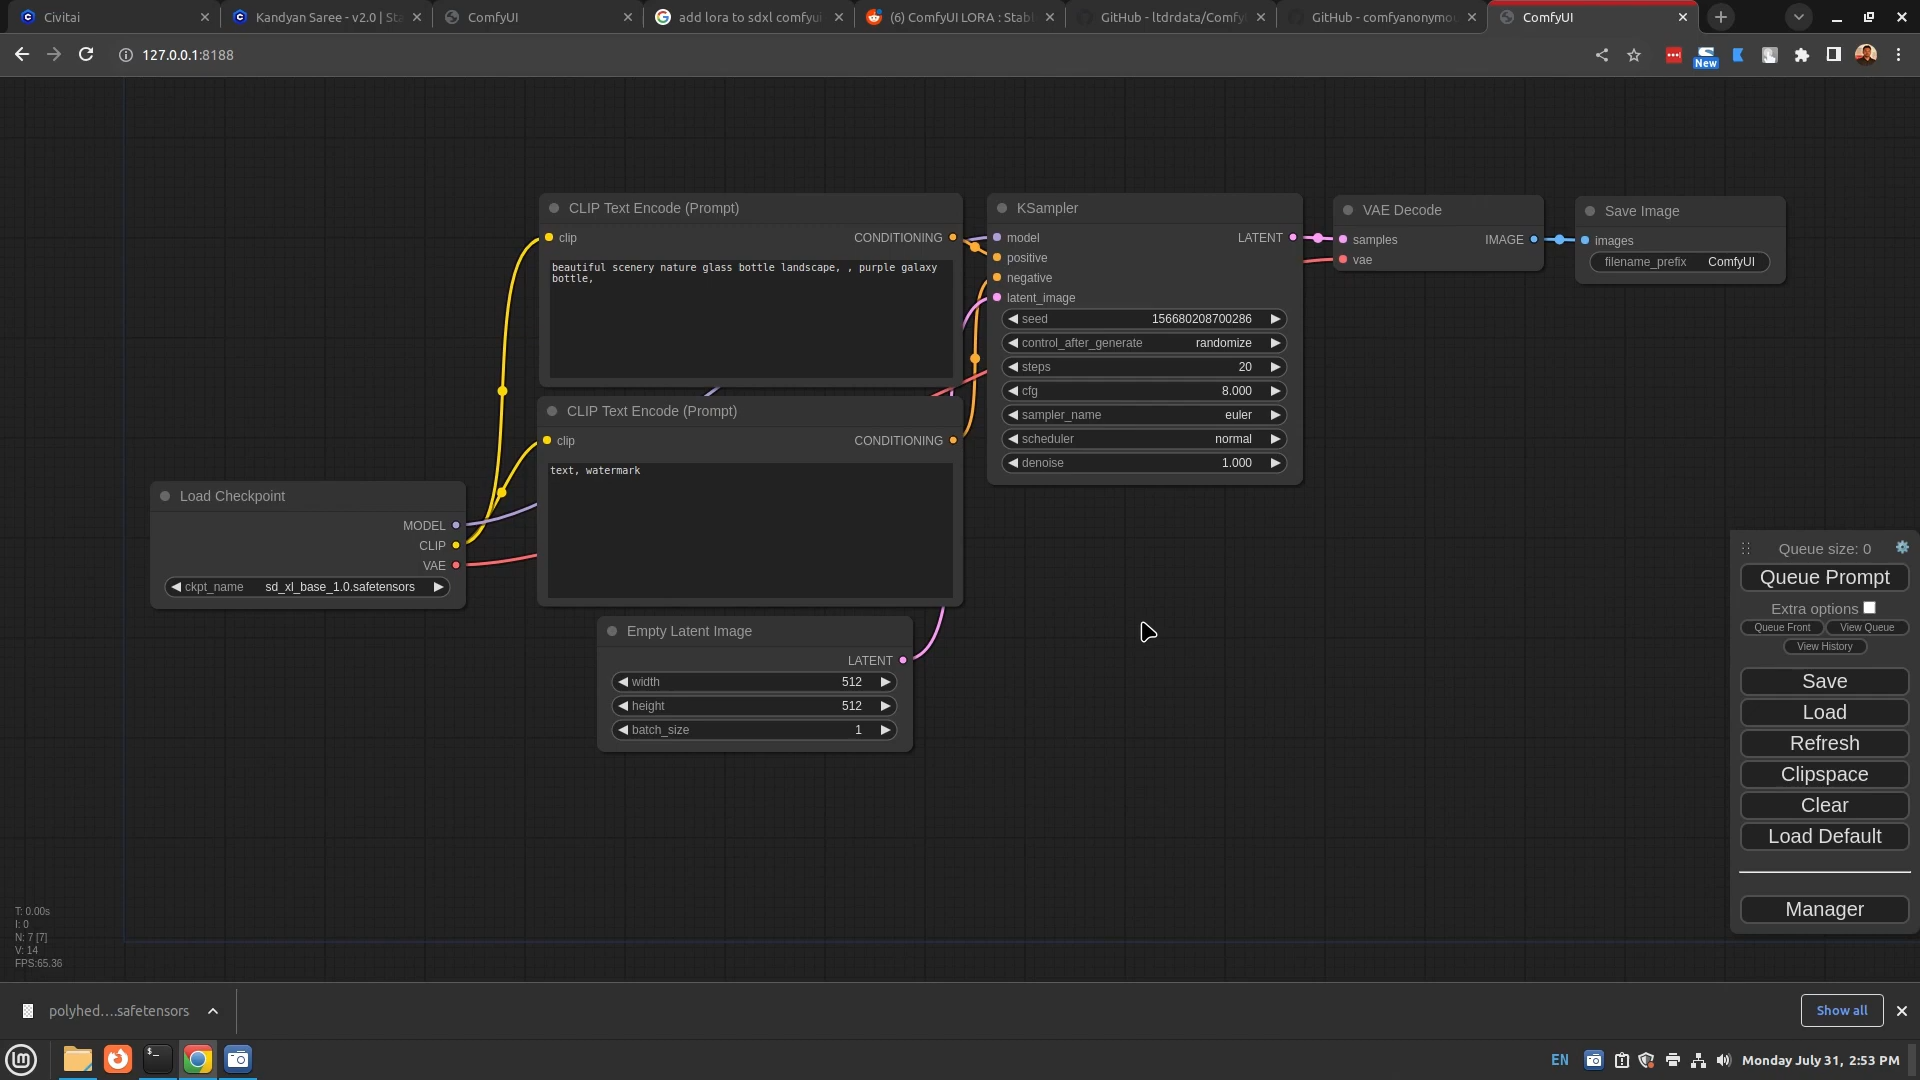 Civitai
Kandyan Saree - v2.0 | Sta
ComfyUI
add lora to sdxl comfyui
(6) ComfyUI LORA : Stabl
GitHub - ltdrdata/Comfy
GitHub - comfyanonymo
ComfyUI
127.0.0.1:8188
New
CLIP Text Encode (Prompt)
clip
CONDITIONING
beautiful scenery nature glass bottle landscape, , purple galaxy
bottle,
CLIP Text Encode (Prompt)
clip
CONDITIONING
text, watermark
Load Checkpoint
MODEL
CLIP
VAE
ckpt_name sd_xl_base_1.0.safetensors
Empty Latent Image
LATENT
width 512
height 512
batch_size 1
KSampler
model
LATENT
positive
negative
latent_image
seed 156680208700286
control_after_generate randomize
steps 20
cfg 8.000
sampler_name euler
scheduler normal
denoise 1.000
VAE Decode
samples
IMAGE
vae
Save Image
images
filename_prefix ComfyUI
Queue size: 0
Queue Prompt
Extra options
Queue Front
View Queue
View History
Save
Load
Refresh
Clipspace
Clear
Load Default
Manager
T: 0.00s
I: 0
N: 7 [7]
V: 14
FPS:65.36
polyhed....safetensors
Show all
EN
Monday July 31, 2:53 PM